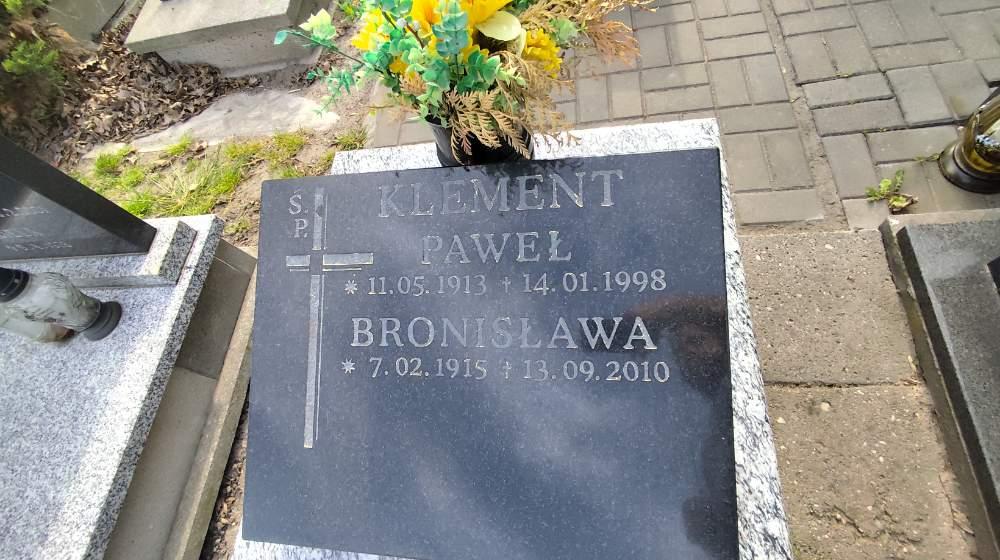 Ś.
P.
KLEMENT
PAWEŁ
* 11.05.1913 † 14.01.1998
BRONISŁAWA
* 7.02.1915 † 13.09.2010